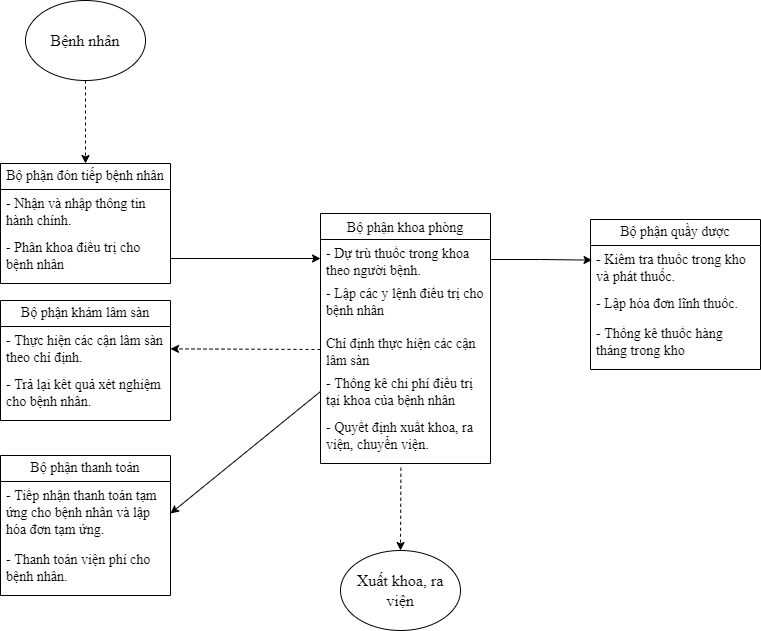 Bệnh nhân
Bộ phận đón tiếp bệnh nhân
- Nhận và nhập thông tin
hành chính.
- Phân khoa điều trị cho
bệnh nhân
Bộ phận khám lâm sàn
- Thực hiện các cận lâm sàn
theo chỉ định.
- Trả lại kết quả xét nghiệm
cho bệnh nhân.
Bộ phận thanh toán
- Tiếp nhận thanh toán tạm
ứng cho bệnh nhân và lập
hóa đơn tạm ứng.
- Thanh toán viện phí cho
bệnh nhân.
Bộ phận khoa phòng
- Dự trù thuốc trong khoa
theo người bệnh.
- Lập các y lệnh điều trị cho
bệnh nhân
Chỉ định thực hiện các cận
lâm sàn
- Thống kê chi phí điều trị
tại khoa của bệnh nhân
- Quyết định xuất khoa, ra
viện, chuyển viện.
Bộ phận quầy dược
- Kiểm tra thuốc trong kho
và phát thuốc.
- Lập hóa đơn lĩnh thuốc.
- Thống kê thuốc hàng
tháng trong kho
Xuất khoa, ra
viện